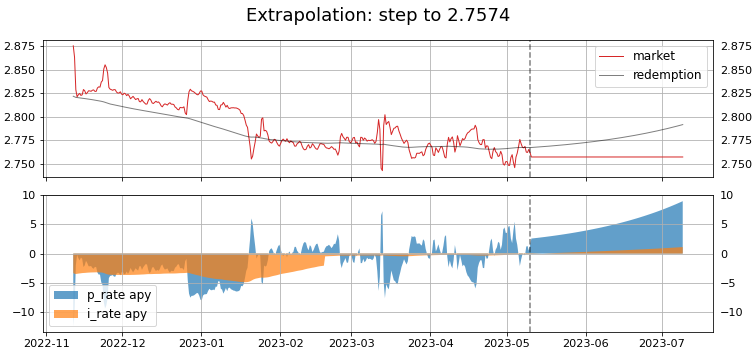 Extrapolation: step to 2.7574
2.875 2.875
2.850 2.850
2.825 2.825
2.800 2.800
2.775 2.775
2.750 2.750
market
redemption
10 10
5 5
0 0
−5 −5
−10 −10
p_rate apy
i_rate apy
2022-11 2022-12 2023-01 2023-02 2023-03 2023-04 2023-05 2023-06 2023-07